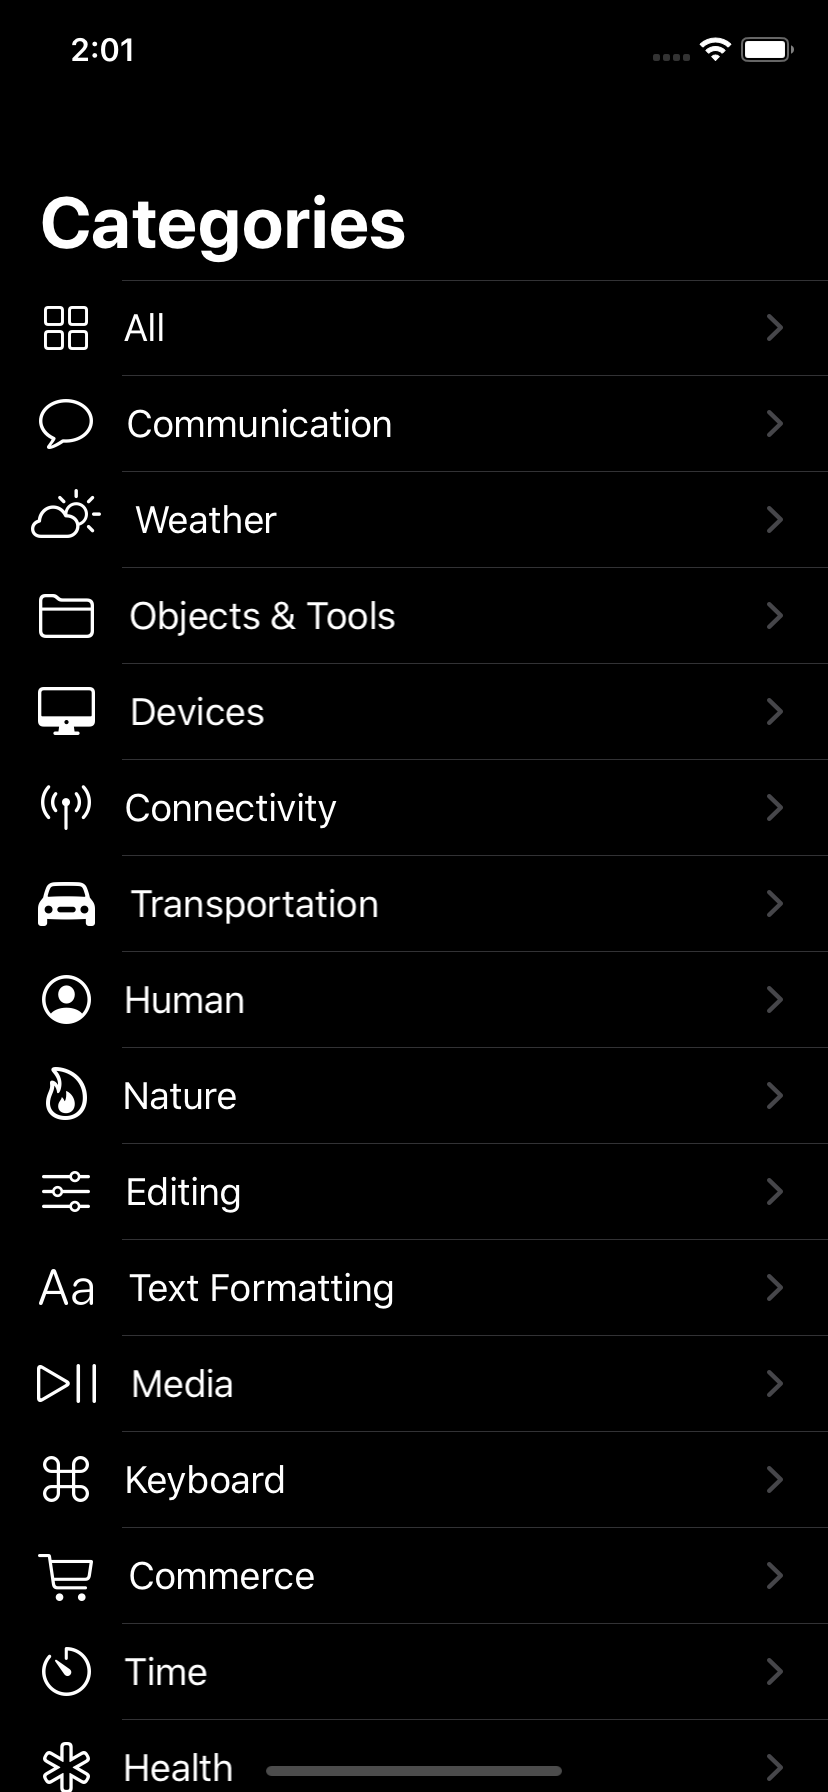 2:01
Categories
All
Communication
Weather
Objects & Tools
Devices
Connectivity
Transportation
Human
Nature
Editing
Aa Text Formatting
Media
Keyboard
Commerce
Time
Health